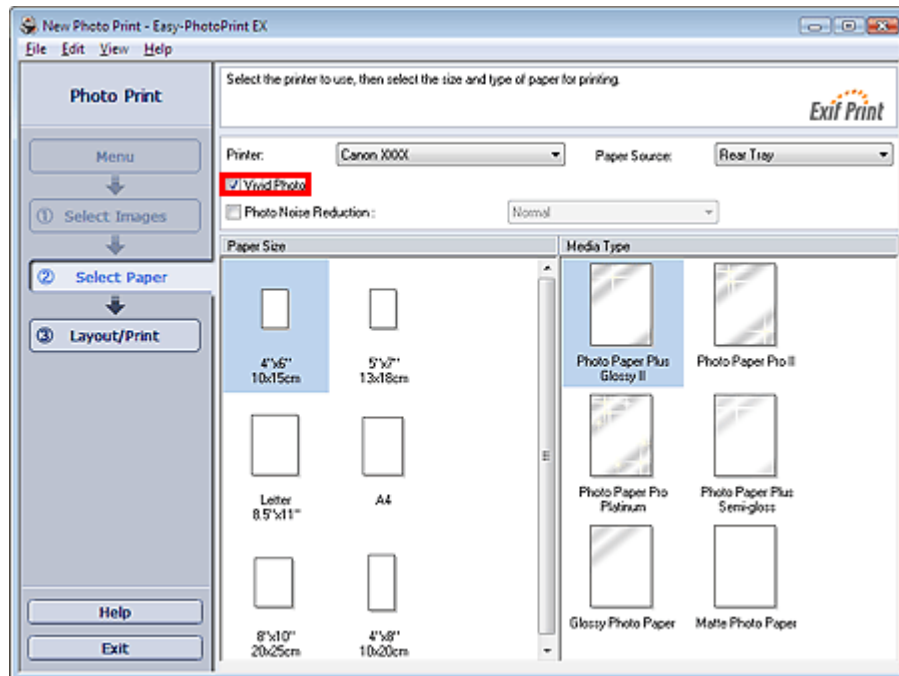 New Photo Print - Easy-PhotoPrint EX
File Edit View Help
Photo Print
Select the printer to use, then select the size and type of paper for printing.
Exif Print
Menu
① Select Images
② Select Paper
③ Layout/Print
Help
Exit
Printer: Canon XXXX Paper Source: Rear Tray
Vivid Photo
Photo Noise Reduction : Normal
Paper Size
4"x6"
10x15cm
5"x7"
13x18cm
Letter
8.5"x11"
A4
8"x10"
20x25cm
4"x8"
10x20cm
Media Type
Photo Paper Plus
Glossy II
Photo Paper Pro II
Photo Paper Pro
Platinum
Photo Paper Plus
Semi-gloss
Glossy Photo Paper
Matte Photo Paper